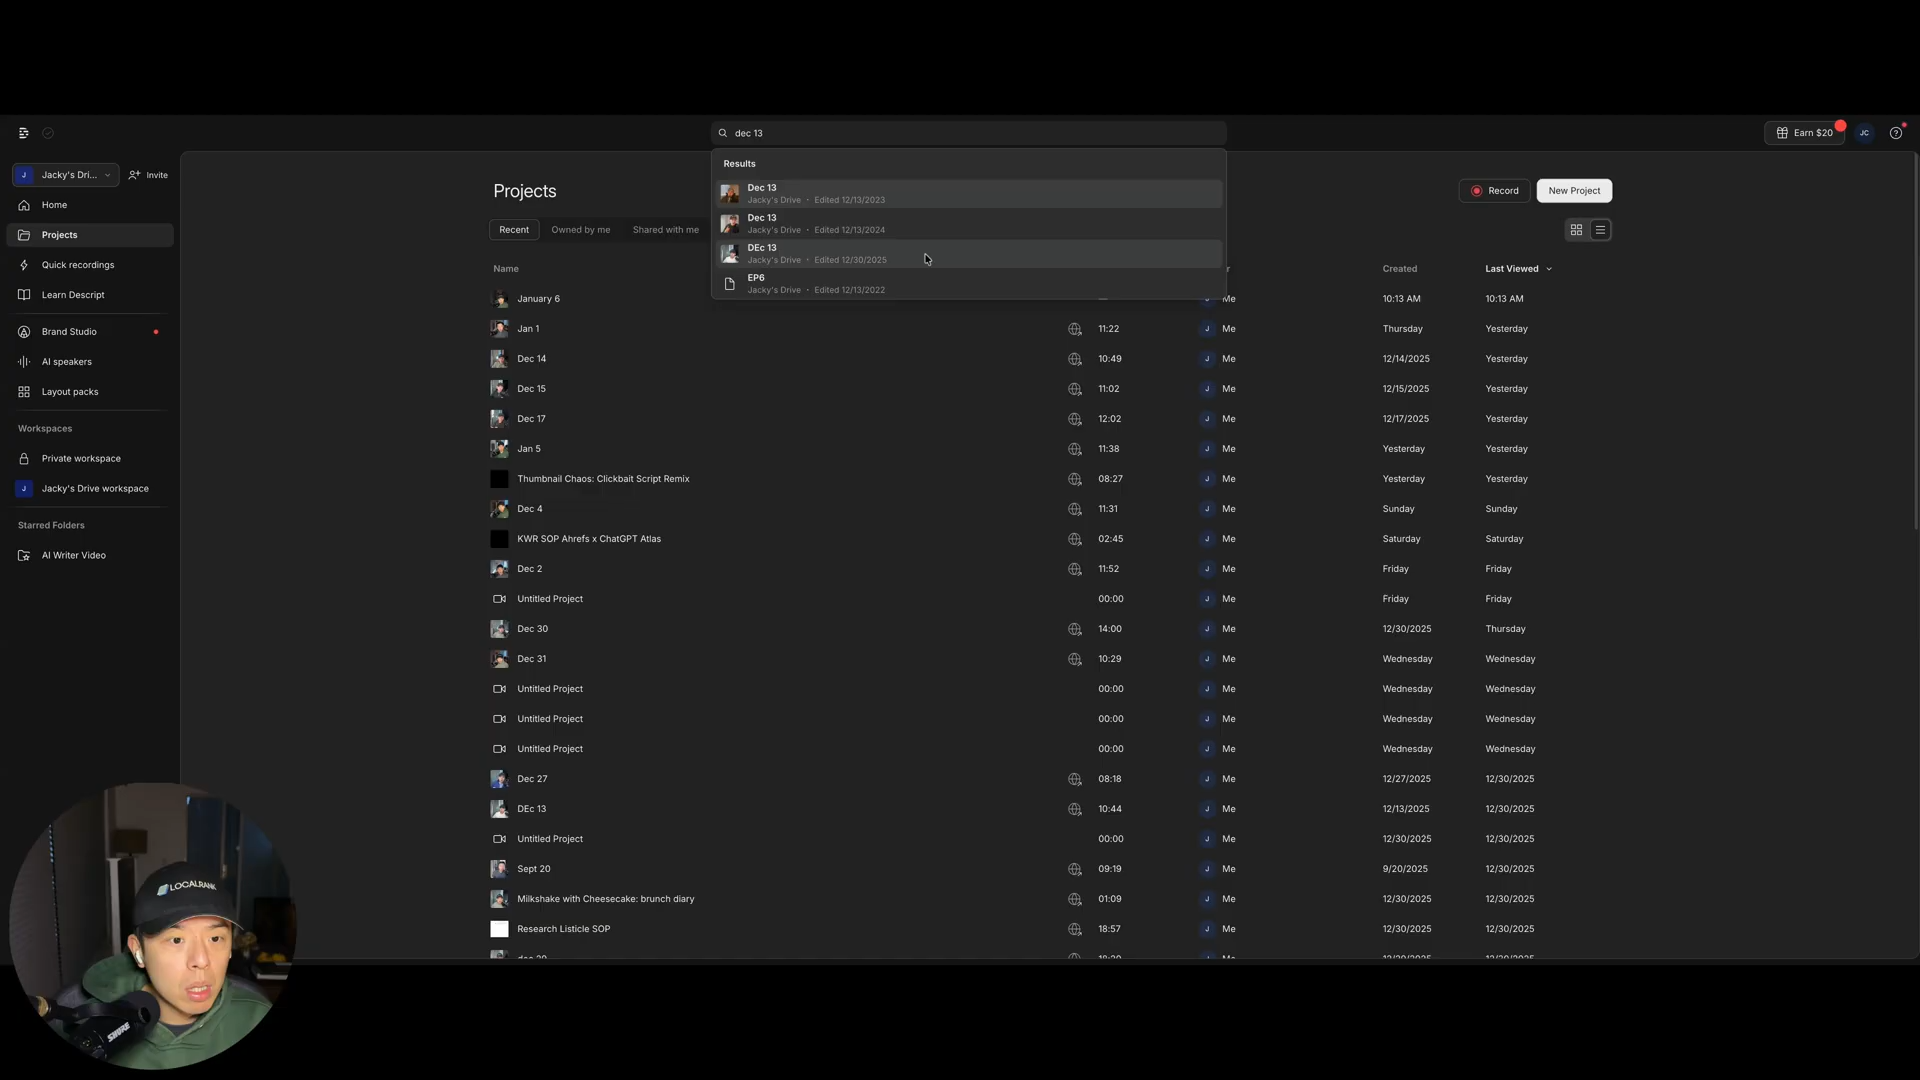 dec 13
Earn $20
JC
J Jacky's Dri...
Invite
Home
Projects
Quick recordings
Learn Descript
Brand Studio
AI speakers
Layout packs
Workspaces
Private workspace
J Jacky's Drive workspace
Starred Folders
AI Writer Video
Results
Dec 13
Jacky's Drive • Edited 12/13/2023
Dec 13
Jacky's Drive • Edited 12/13/2024
DEc 13
Jacky's Drive • Edited 12/30/2025
EP6
Jacky's Drive • Edited 12/13/2022
Projects
Record
New Project
Recent Owned by me Shared with me
Name Created Last Viewed
January 6 J Me 10:13 AM 10:13 AM
Jan 1 11:22 J Me Thursday Yesterday
Dec 14 10:49 J Me 12/14/2025 Yesterday
Dec 15 11:02 J Me 12/15/2025 Yesterday
Dec 17 12:02 J Me 12/17/2025 Yesterday
Jan 5 11:38 J Me Yesterday Yesterday
Thumbnail Chaos: Clickbait Script Remix 08:27 J Me Yesterday Yesterday
Dec 4 11:31 J Me Sunday Sunday
KWR SOP Ahrefs x ChatGPT Atlas 02:45 J Me Saturday Saturday
Dec 2 11:52 J Me Friday Friday
Untitled Project 00:00 J Me Friday Friday
Dec 30 14:00 J Me 12/30/2025 Thursday
Dec 31 10:29 J Me Wednesday Wednesday
Untitled Project 00:00 J Me Wednesday Wednesday
Untitled Project 00:00 J Me Wednesday Wednesday
Untitled Project 00:00 J Me Wednesday Wednesday
Dec 27 08:18 J Me 12/27/2025 12/30/2025
DEc 13 10:44 J Me 12/13/2025 12/30/2025
Untitled Project 00:00 J Me 12/30/2025 12/30/2025
Sept 20 09:19 J Me 9/20/2025 12/30/2025
Milkshake with Cheesecake: brunch diary 01:09 J Me 12/30/2025 12/30/2025
Research Listicle SOP 18:57 J Me 12/30/2025 12/30/2025
LOCALRANK
SHURE